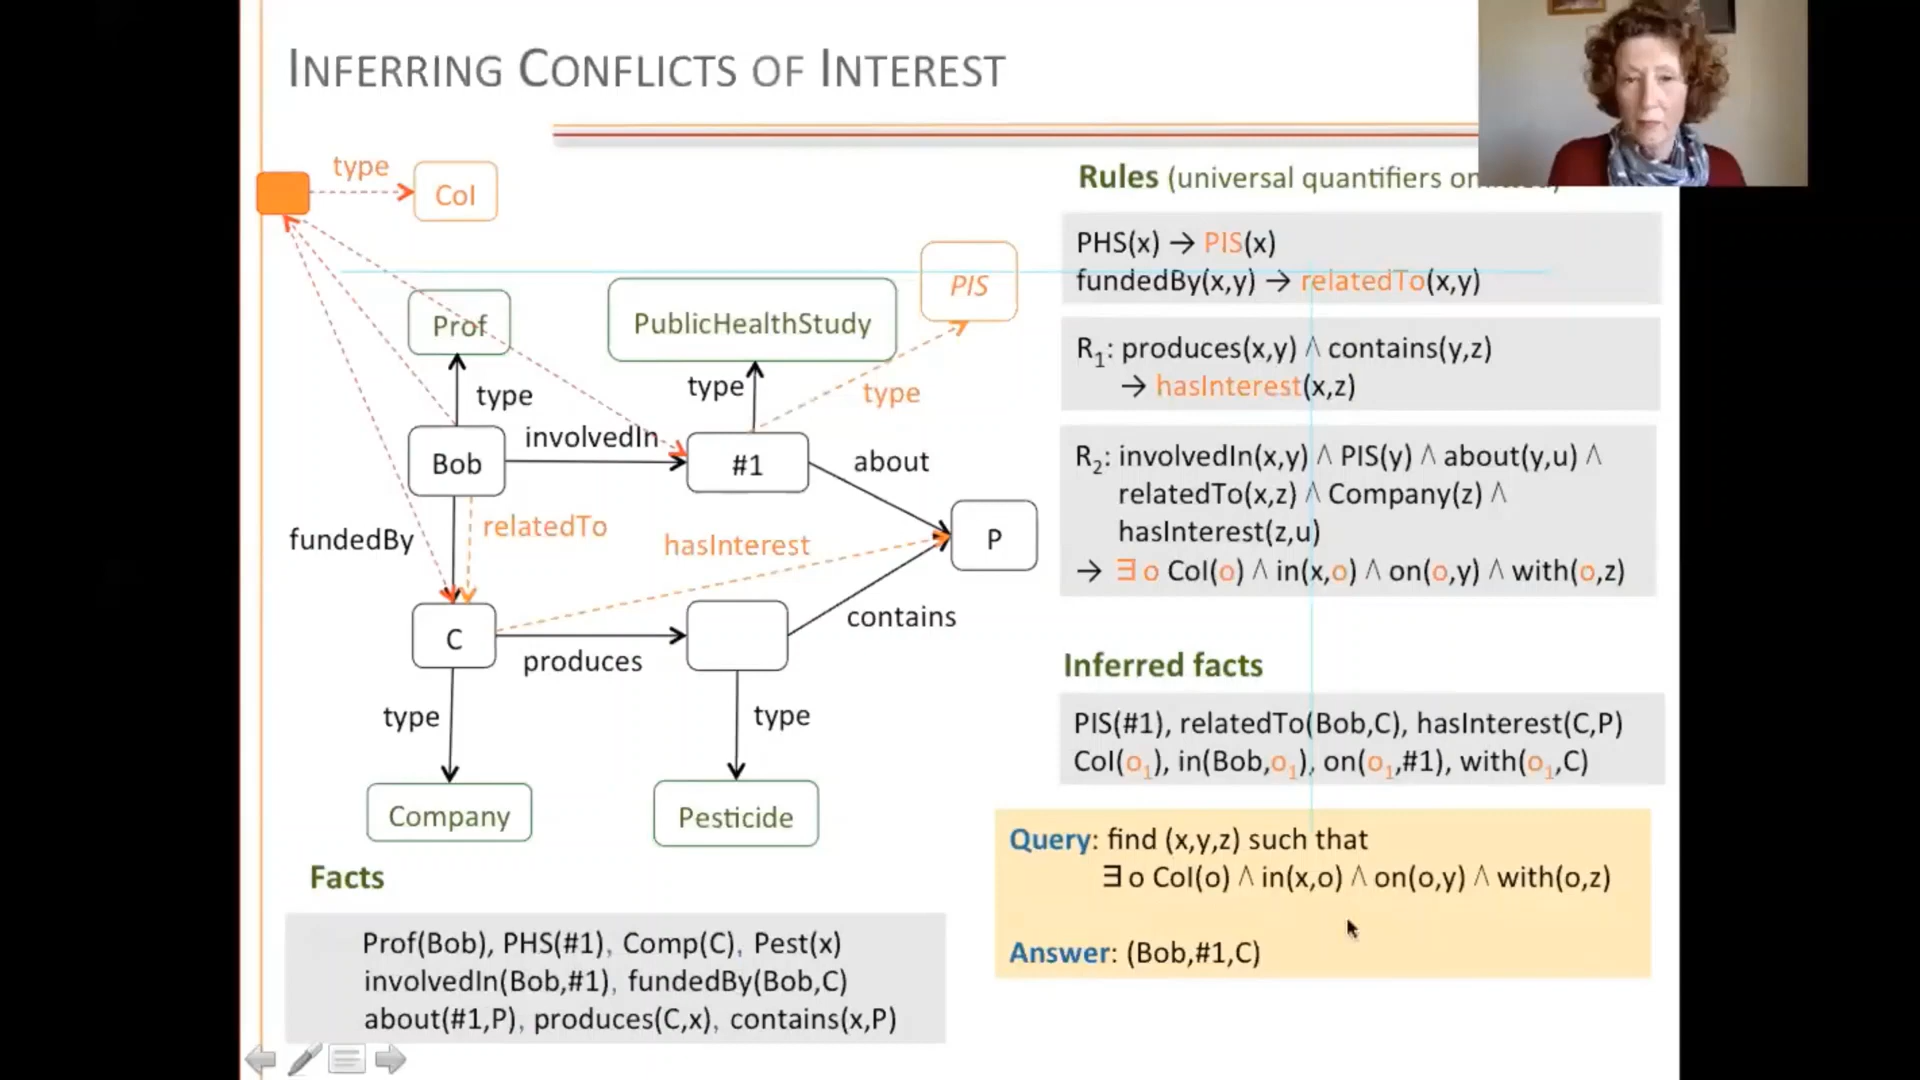 INFERRING CONFLICTS OF INTEREST
type
CoI
Prof
PublicHealthStudy
PIS
type
type
type
involvedIn
Bob
#1
about
fundedBy
relatedTo
hasInterest
P
C
produces
contains
type
type
Company
Pesticide
Facts
Prof(Bob), PHS(#1), Comp(C), Pest(x)
involvedIn(Bob,#1), fundedBy(Bob,C)
about(#1,P), produces(C,x), contains(x,P)
Rules (universal quantifiers
PHS(x) → PIS(x)
fundedBy(x,y) → relatedTo(x,y)
R1: produces(x,y) ∧ contains(y,z)
→ hasInterest(x,z)
R2: involvedIn(x,y) ∧ PIS(y) ∧ about(y,u) ∧
relatedTo(x,z) ∧ Company(z) ∧
hasInterest(z,u)
→ ∃ o CoI(o) ∧ in(x,o) ∧ on(o,y) ∧ with(o,z)
Inferred facts
PIS(#1), relatedTo(Bob,C), hasInterest(C,P)
CoI(o1), in(Bob,o1), on(o1,#1), with(o1,C)
Query: find (x,y,z) such that
∃ o CoI(o) ∧ in(x,o) ∧ on(o,y) ∧ with(o,z)
Answer: (Bob,#1,C)